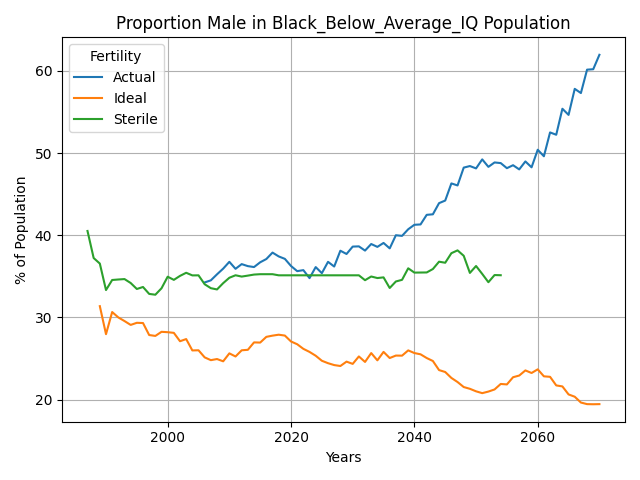 Proportion Male in Black_Below_Average_IQ Population
Fertility
Actual
Ideal
Sterile
60
50
40
30
20
% of Population
2000
2020
2040
2060
Years